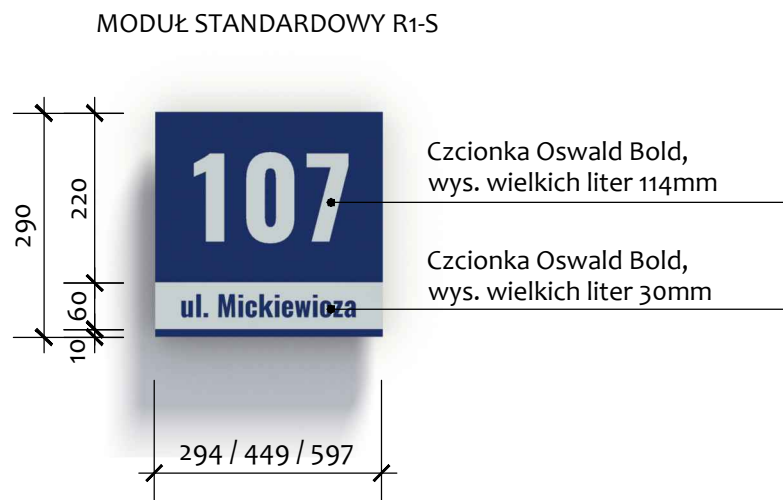 MODUŁ STANDARDOWY R1-S
107
ul. Mickiewicza
Czcionka Oswald Bold,
wys. wielkich liter 114mm
Czcionka Oswald Bold,
wys. wielkich liter 30mm
290
220
60
10
294 / 449 / 597